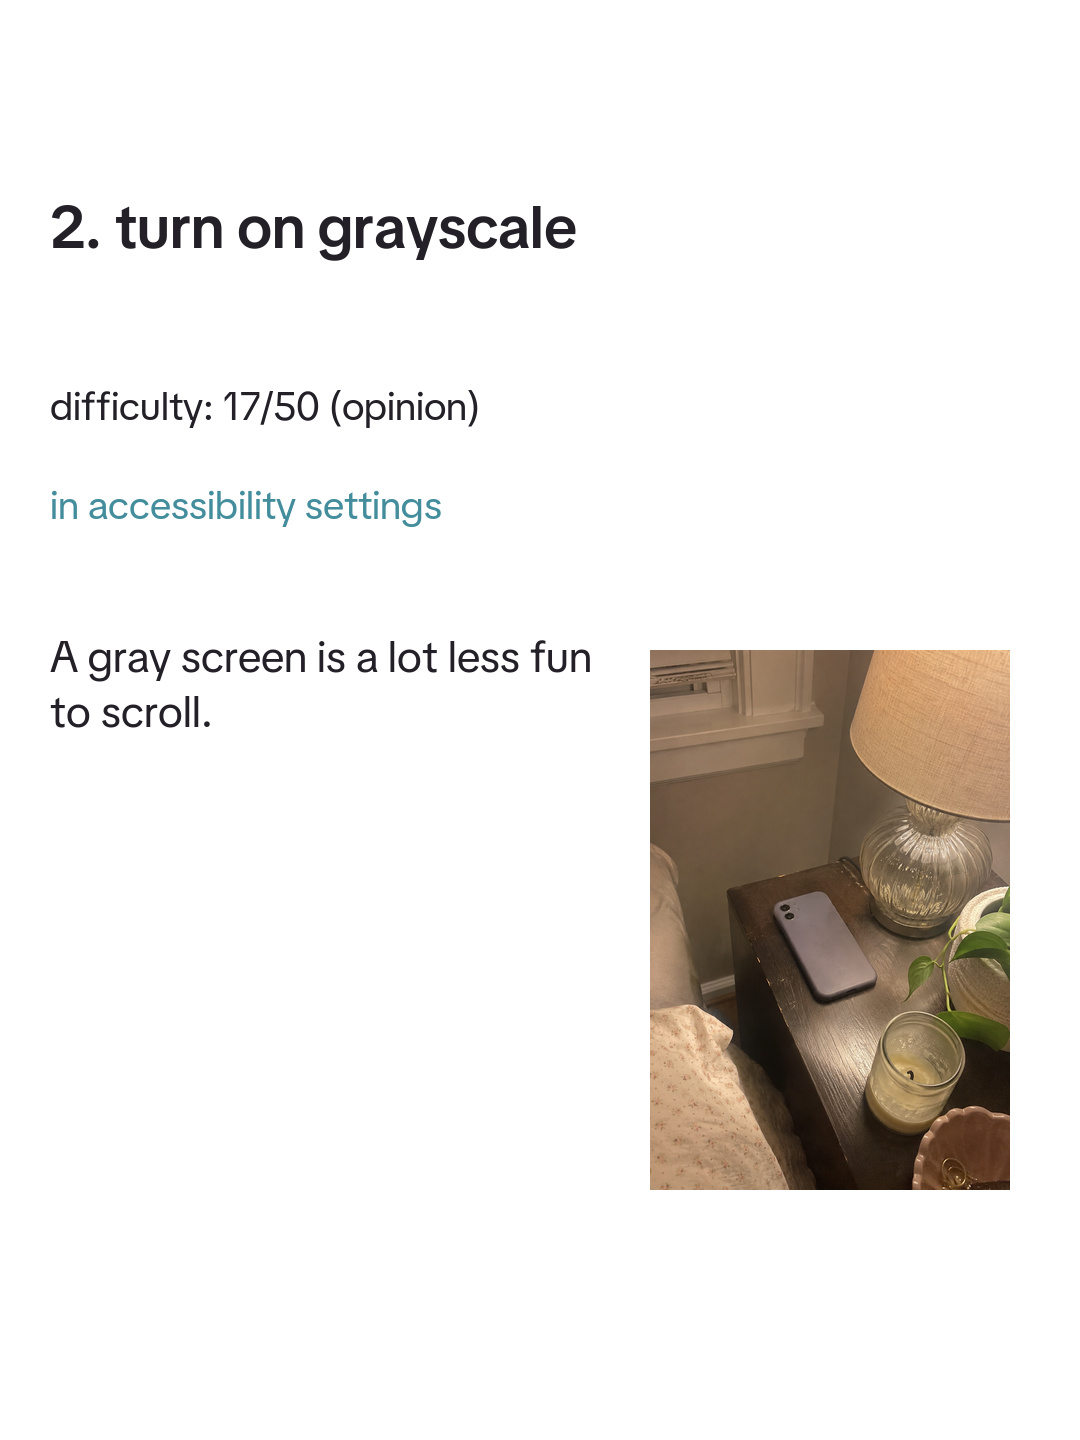 2. turn on grayscale
difficulty: 17/50 (opinion)
in accessibility settings
A gray screen is a lot less fun
to scroll.